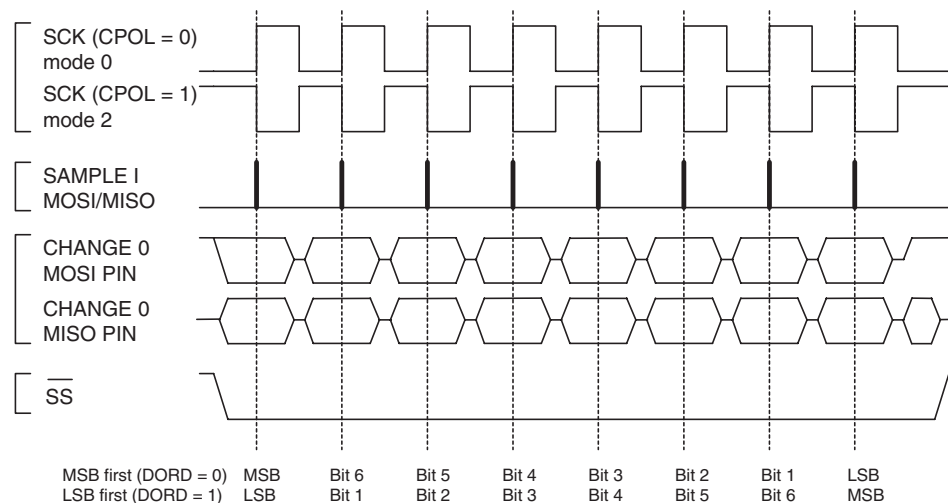 SCK (CPOL = 0)
mode 0
SCK (CPOL = 1)
mode 2
SAMPLE I
MOSI/MISO
CHANGE 0
MOSI PIN
CHANGE 0
MISO PIN
SS
MSB first (DORD = 0) MSB Bit 6 Bit 5 Bit 4 Bit 3 Bit 2 Bit 1 LSB
LSB first (DORD = 1) LSB Bit 1 Bit 2 Bit 3 Bit 4 Bit 5 Bit 6 MSB